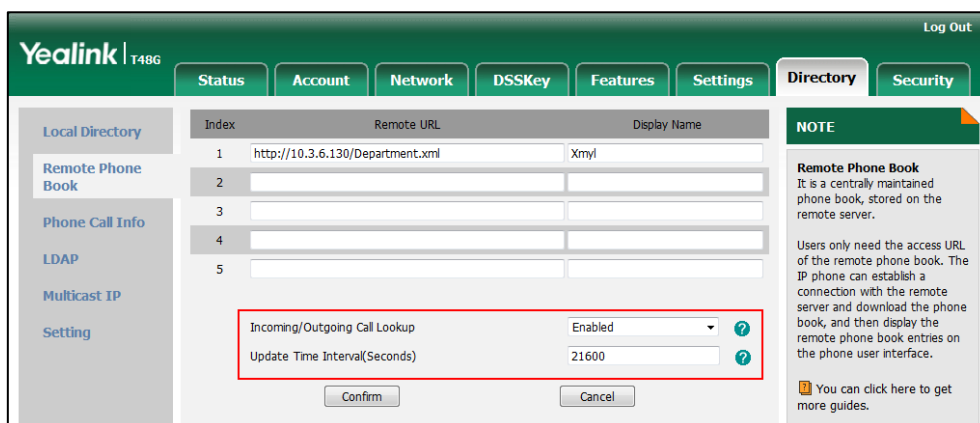 Log Out
Yealink T48G
Status Account Network DSSKey Features Settings Directory Security
Local Directory
Remote Phone
Book
Phone Call Info
LDAP
Multicast IP
Setting
Index Remote URL Display Name
1 http://10.3.6.130/Department.xml Xmyl
2
3
4
5
Incoming/Outgoing Call Lookup Enabled ?
Update Time Interval(Seconds) 21600 ?
Confirm Cancel
NOTE
Remote Phone Book
It is a centrally maintained
phone book, stored on the
remote server.
Users only need the access URL
of the remote phone book. The
IP phone can establish a
connection with the remote
server and download the phone
book, and then display the
remote phone book entries on
the phone user interface.
? You can click here to get
more guides.